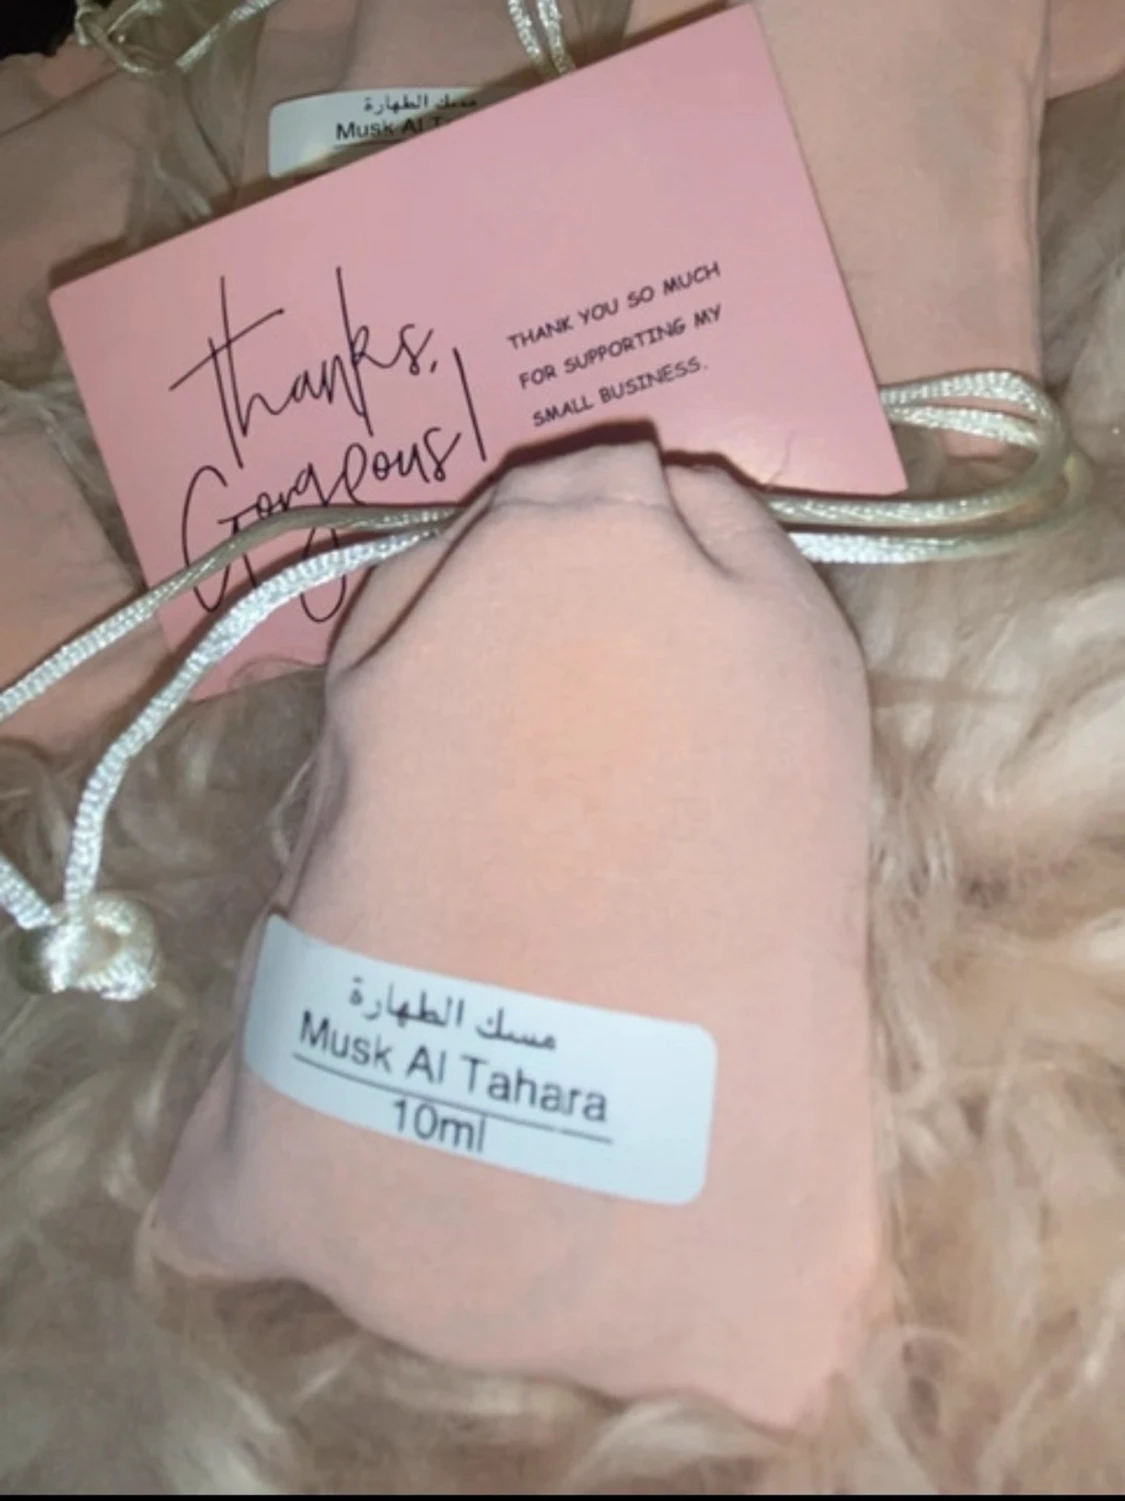 مسك الطهارة
Musk Al Ta
thanks,
Gorgeous!
THANK YOU SO MUCH
FOR SUPPORTING MY
SMALL BUSINESS.
مسك الطهارة
Musk Al Tahara
10ml